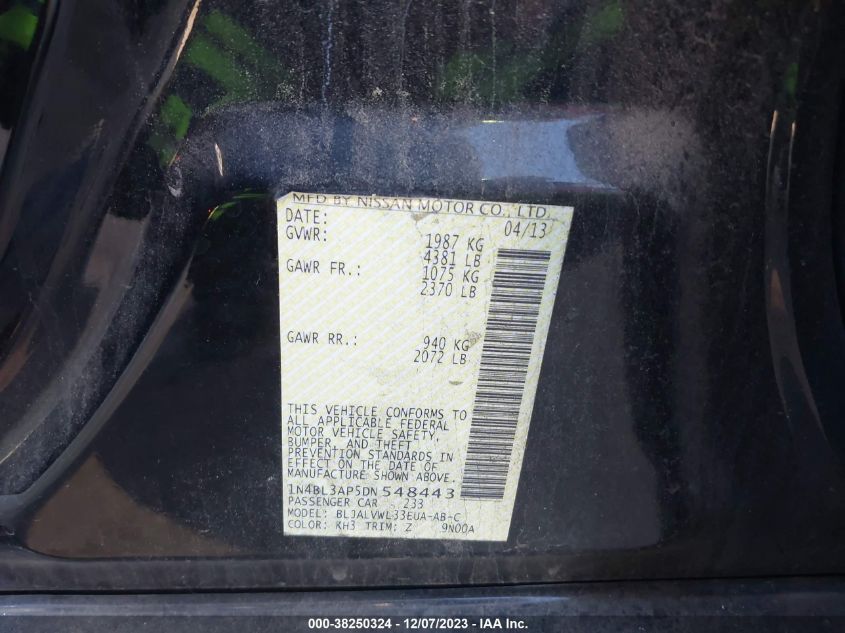 MFD BY NISSAN MOTOR CO., LTD.
DATE: 04/13
GVWR: 1987 KG
4381 LB
GAWR FR.: 1075 KG
2370 LB
GAWR RR.: 940 KG
2072 LB
THIS VEHICLE CONFORMS TO
ALL APPLICABLE FEDERAL
MOTOR VEHICLE SAFETY,
BUMPER, AND THEFT
PREVENTION STANDARDS IN
EFFECT ON THE DATE OF
MANUFACTURE SHOWN ABOVE.
1N4BL3AP5DN 548443
PASSENGER CAR 233
MODEL: BL3ALVWL33EUA-AB-C
COLOR: KH3 TRIM: Z 9N00A
000-38250324 - 12/07/2023 - IAA Inc.